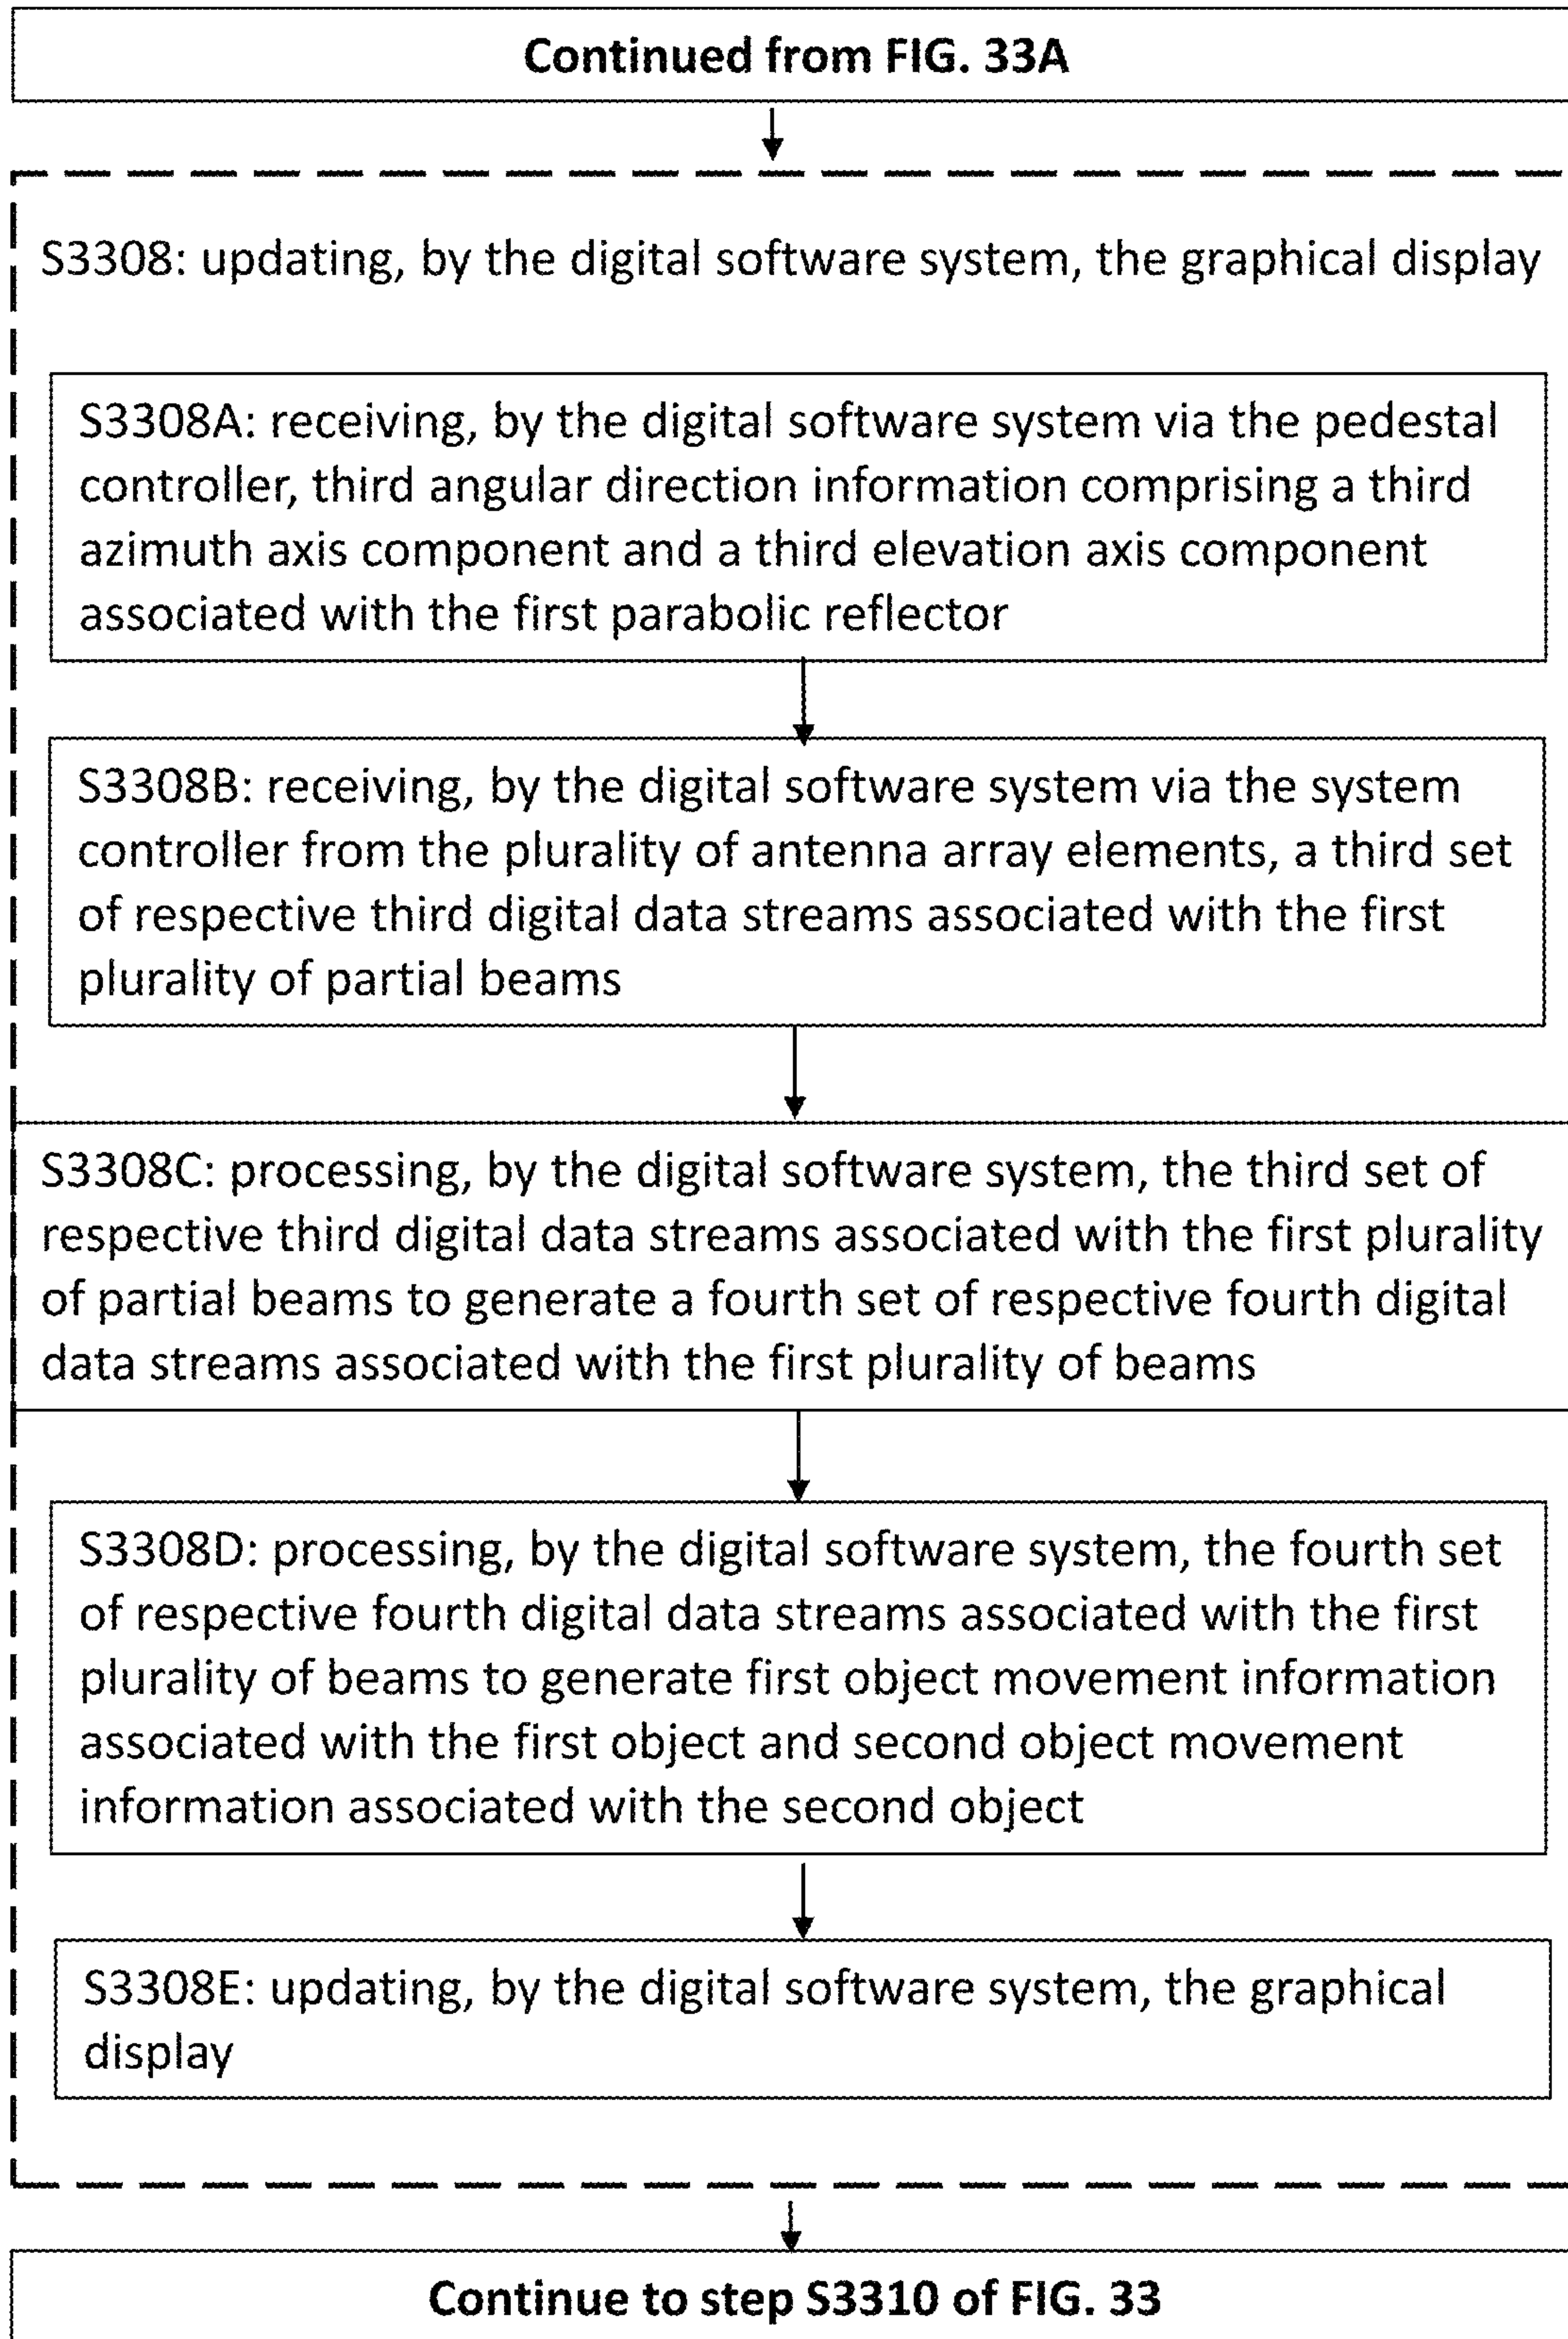 Continued from FIG. 33A
S3308: updating, by the digital software system, the graphical display
S3308A: receiving, by the digital software system via the pedestal
controller, third angular direction information comprising a third
azimuth axis component and a third elevation axis component
associated with the first parabolic reflector
S3308B: receiving, by the digital software system via the system
controller from the plurality of antenna array elements, a third set
of respective third digital data streams associated with the first
plurality of partial beams
S3308C: processing, by the digital software system, the third set of
respective third digital data streams associated with the first plurality
of partial beams to generate a fourth set of respective fourth digital
data streams associated with the first plurality of beams
S3308D: processing, by the digital software system, the fourth set
of respective fourth digital data streams associated with the first
plurality of beams to generate first object movement information
associated with the first object and second object movement
information associated with the second object
S3308E: updating, by the digital software system, the graphical
display
Continue to step S3310 of FIG. 33